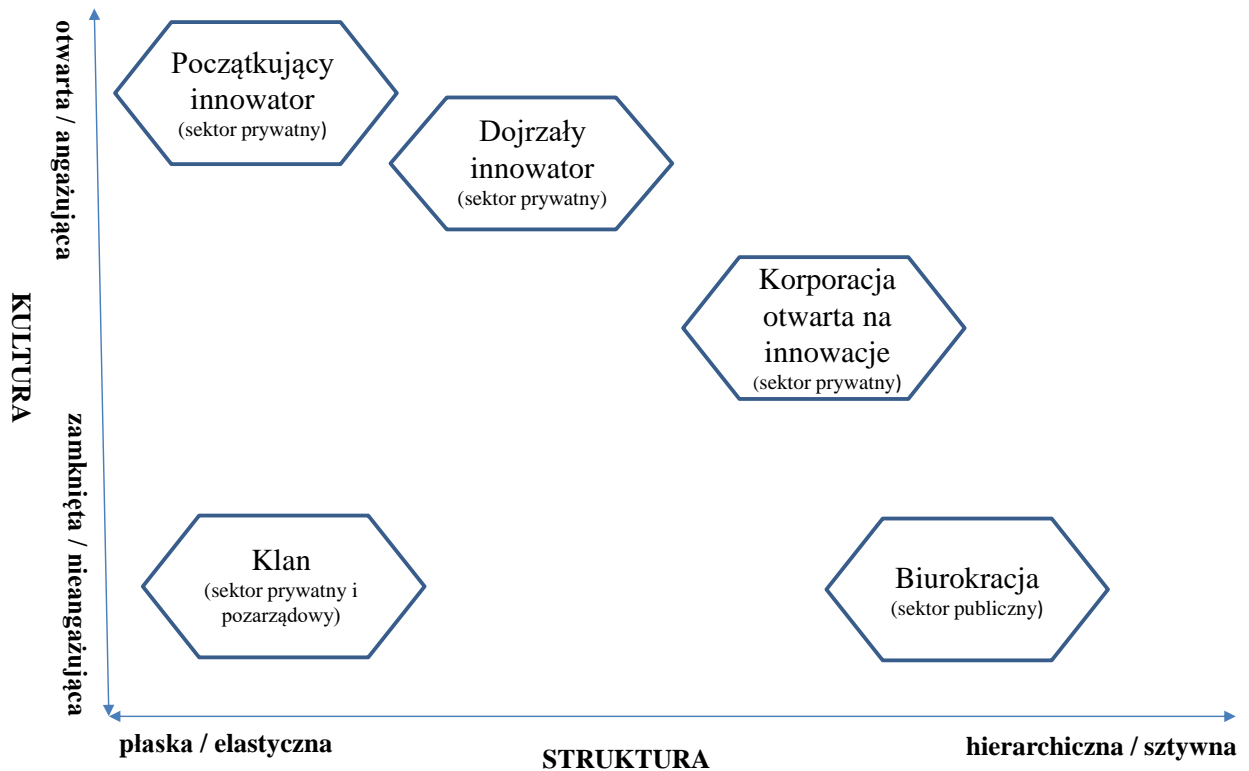 otwarta / angażująca
KULTURA
zamknięta / nieangażująca
Początkujący
innowator
(sektor prywatny)
Dojrzały
innowator
(sektor prywatny)
Korporacja
otwarta na
innowacje
(sektor prywatny)
Klan
(sektor prywatny i
pozarządowy)
Biurokracja
(sektor publiczny)
płaska / elastyczna
STRUKTURA
hierarchiczna / sztywna